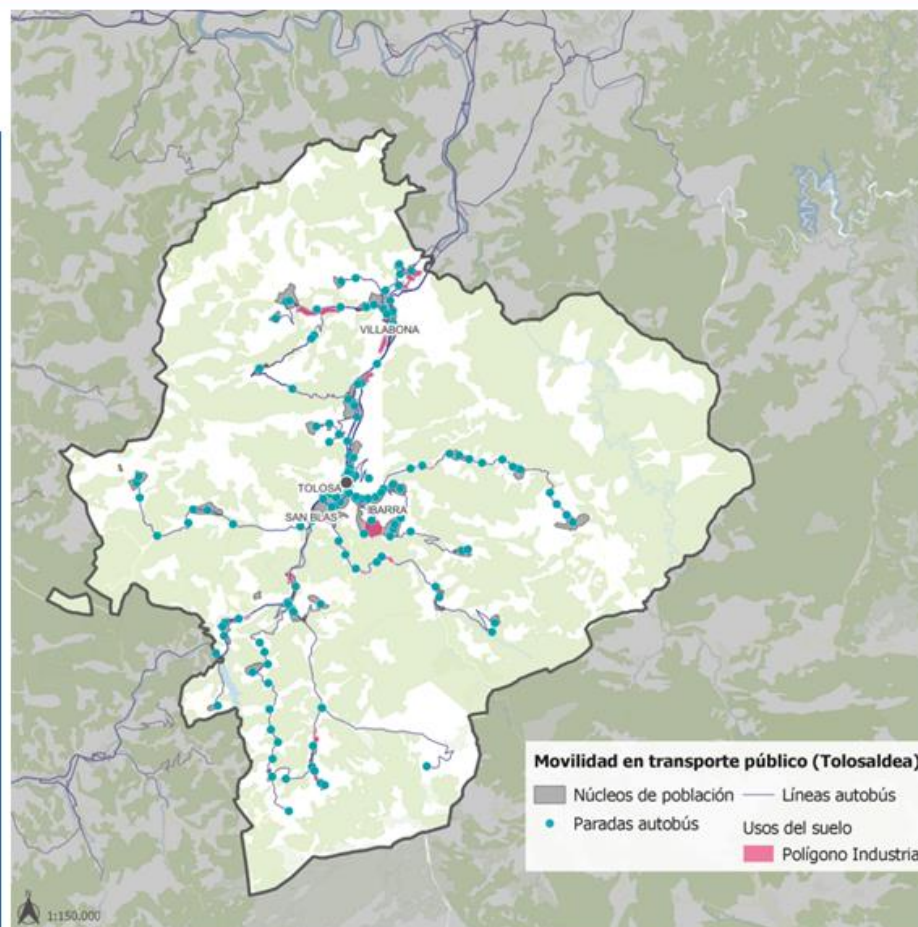 VILLABONA
TOLOSA
SAN BLAS
IBARRA
Movilidad en transporte público (Tolosaldea)
Núcleos de población
Líneas autobús
Paradas autobús
Usos del suelo
Polígono Industria
N
1:150.000